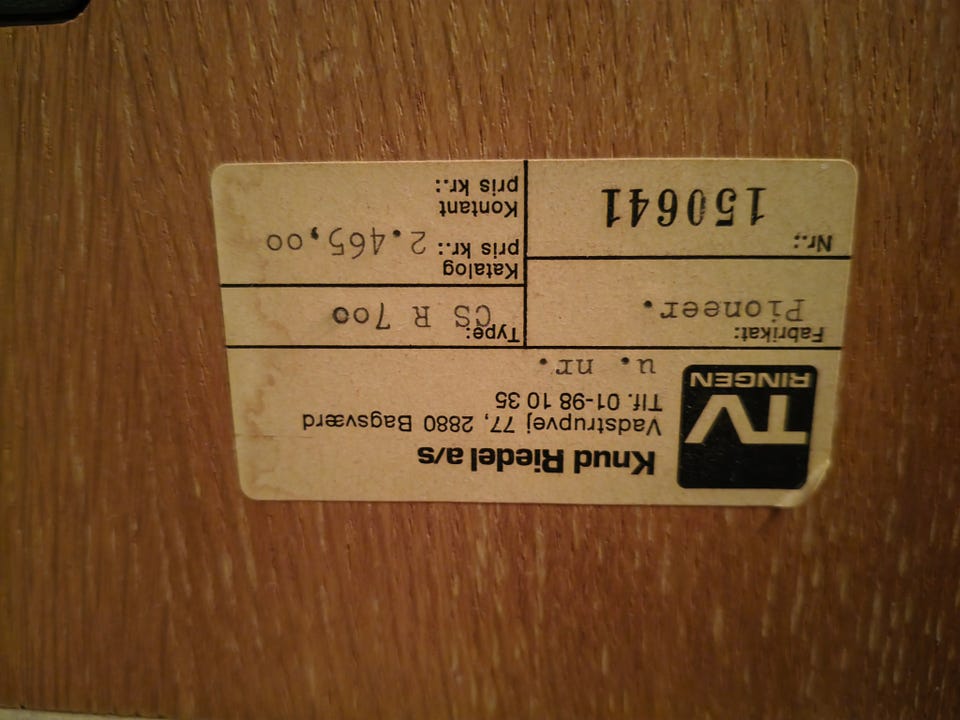 TV
RINGEN
Knud Riedel a/s
Vadstrupvej 77, 2880 Bagsværd
Tlf. 01-98 10 35
u. nr.
Fabrikat:
Pioneer.
Type: CS R 700
Nr.:
150641
Katalog
pris kr.: 2.465,00
Kontant
pris kr.: